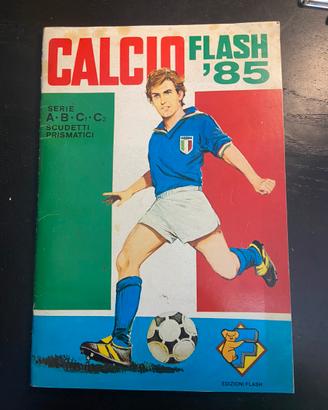 CALCIO FLASH
'85
SERIE
A·B·C1·C2
SCUDETTI
PRISMATICI
F
EDIZIONI FLASH